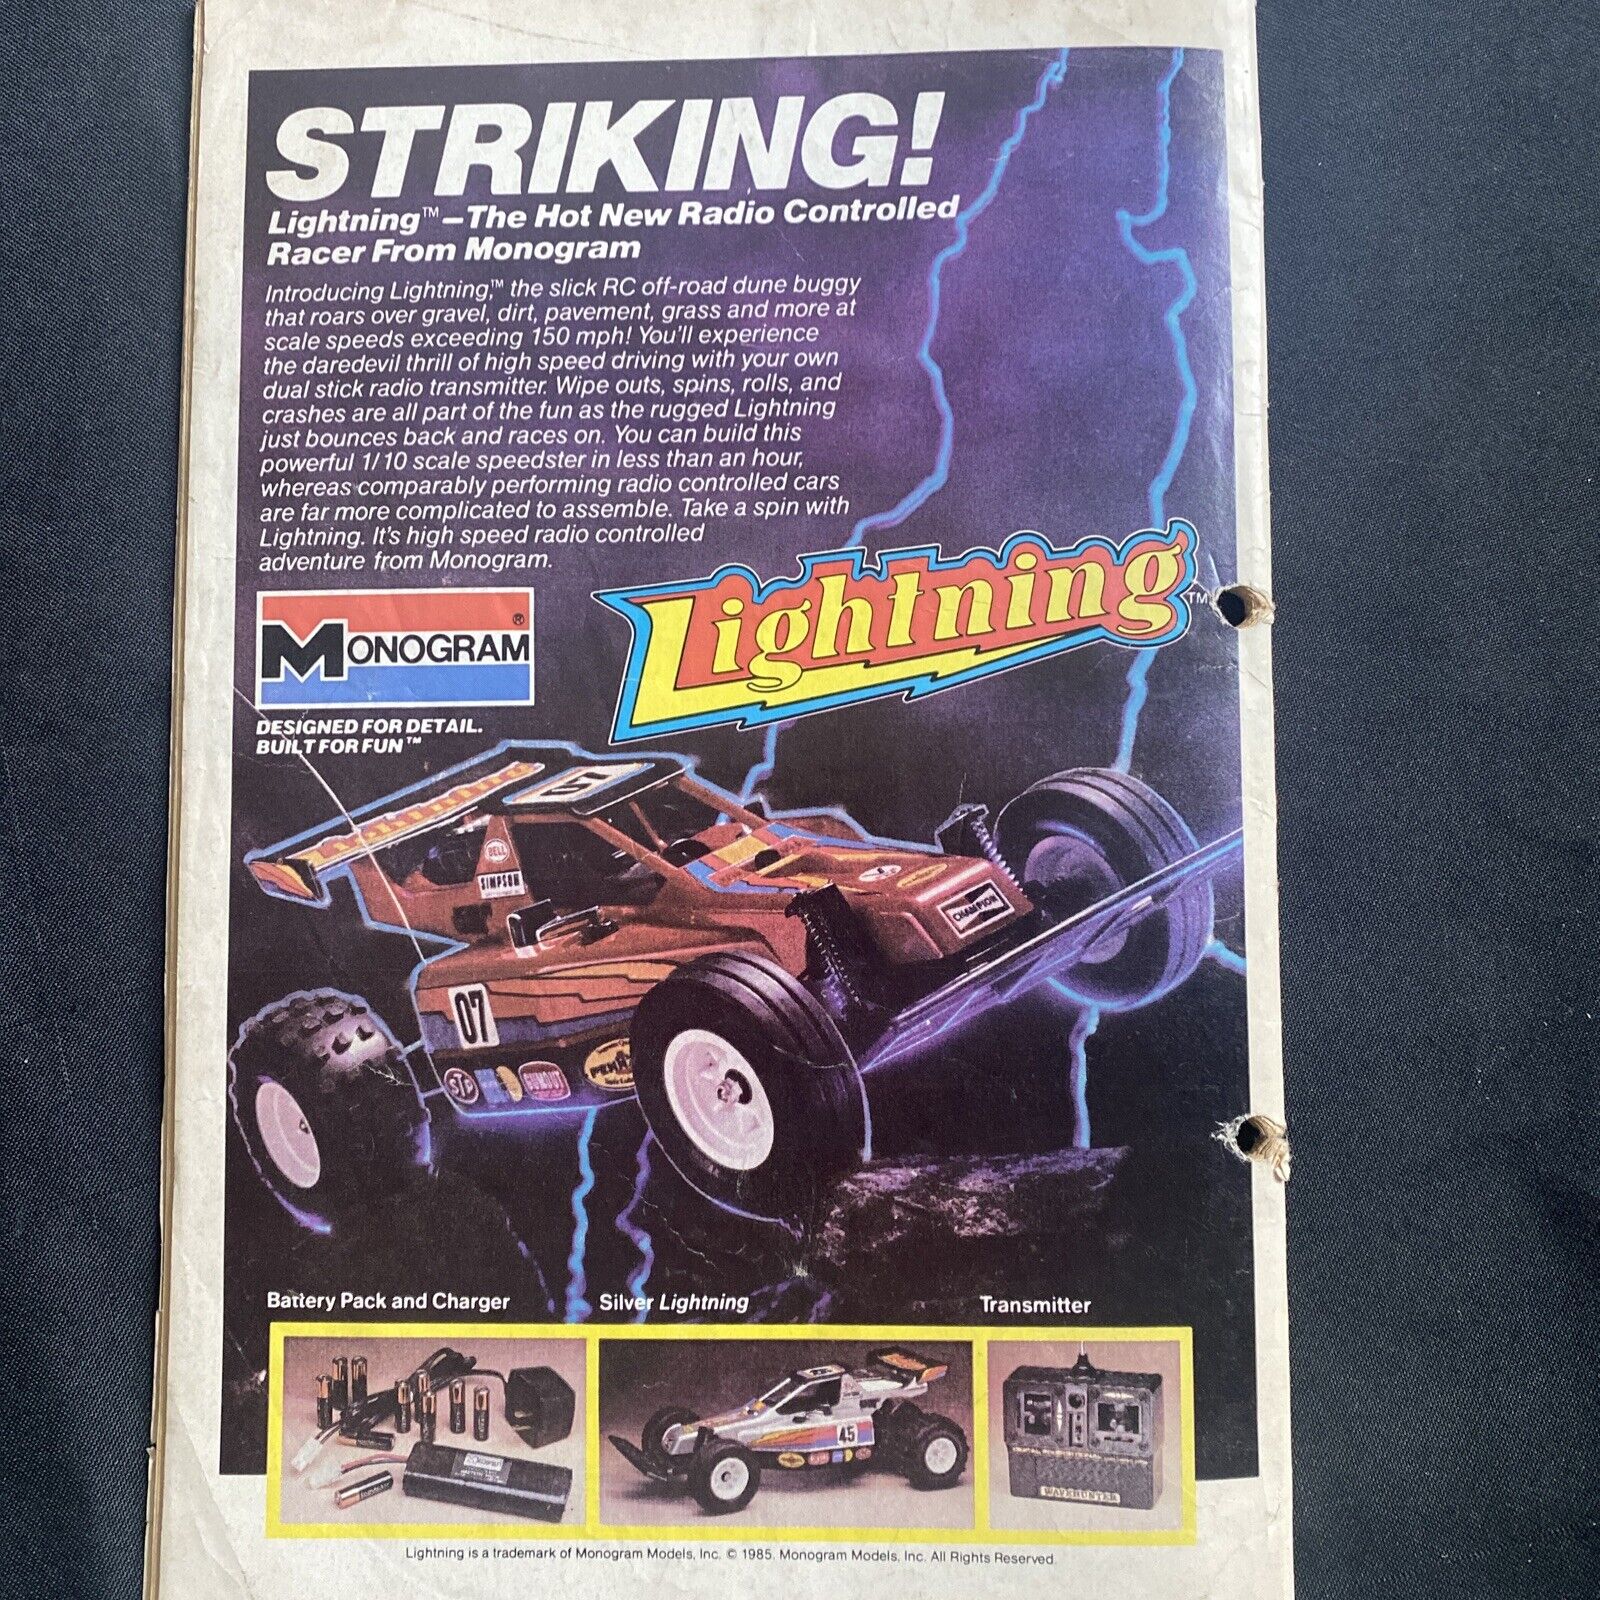 STRIKING!
Lightning™—The Hot New Radio Controlled
Racer From Monogram
Introducing Lightning,™ the slick RC off-road dune buggy
that roars over gravel, dirt, pavement, grass and more at
scale speeds exceeding 150 mph! You'll experience
the daredevil thrill of high speed driving with your own
dual stick radio transmitter. Wipe outs, spins, rolls, and
crashes are all part of the fun as the rugged Lightning
just bounces back and races on. You can build this
powerful 1/10 scale speedster in less than an hour,
whereas comparably performing radio controlled cars
are far more complicated to assemble. Take a spin with
Lightning. It's high speed radio controlled
adventure from Monogram.
Lightning™
MONOGRAM®
DESIGNED FOR DETAIL.
BUILT FOR FUN™
Lightning
5
BELL
SIMPSON
CHAMPION
07
STP
Battery Pack and Charger
Silver Lightning
Transmitter
45
WAVEHUNTER
Lightning is a trademark of Monogram Models, Inc. © 1985. Monogram Models, Inc. All Rights Reserved.